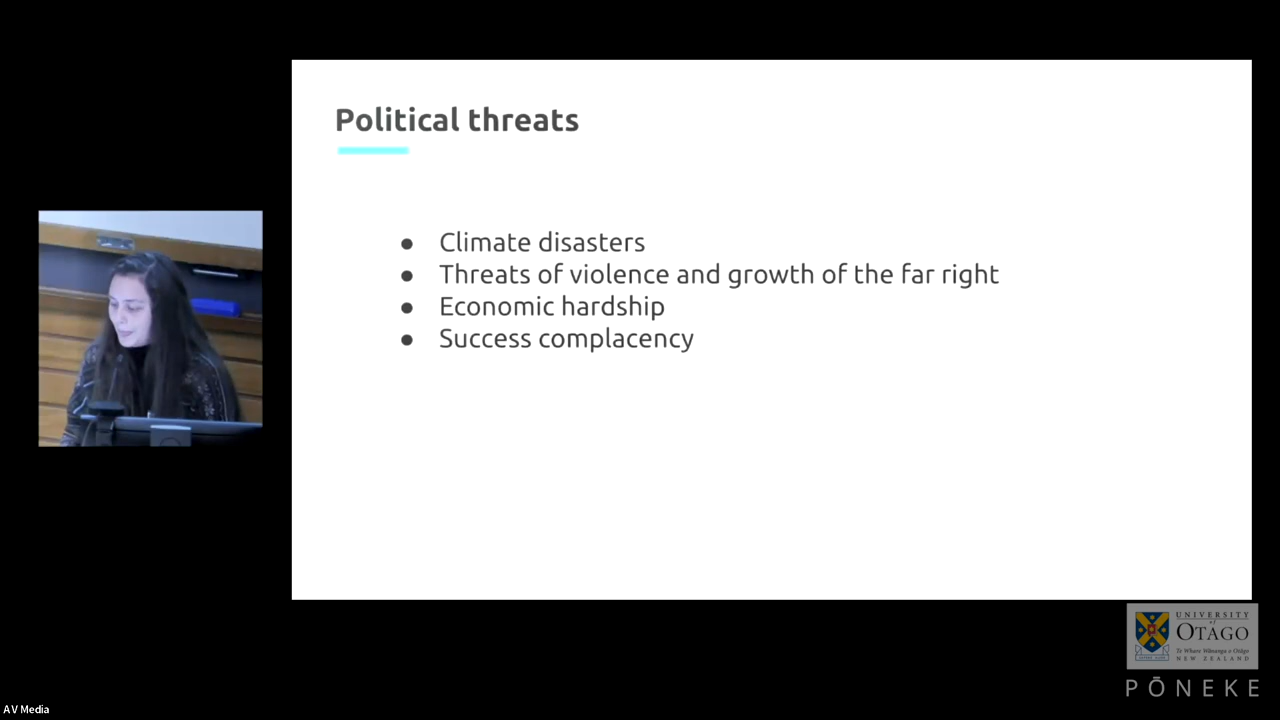 Political threats
● Climate disasters
● Threats of violence and growth of the far right
● Economic hardship
● Success complacency
UNIVERSITY
of
OTAGO
Te Whare Wānanga o Otāgo
NEW ZEALAND
PŌNEKE
AV Media